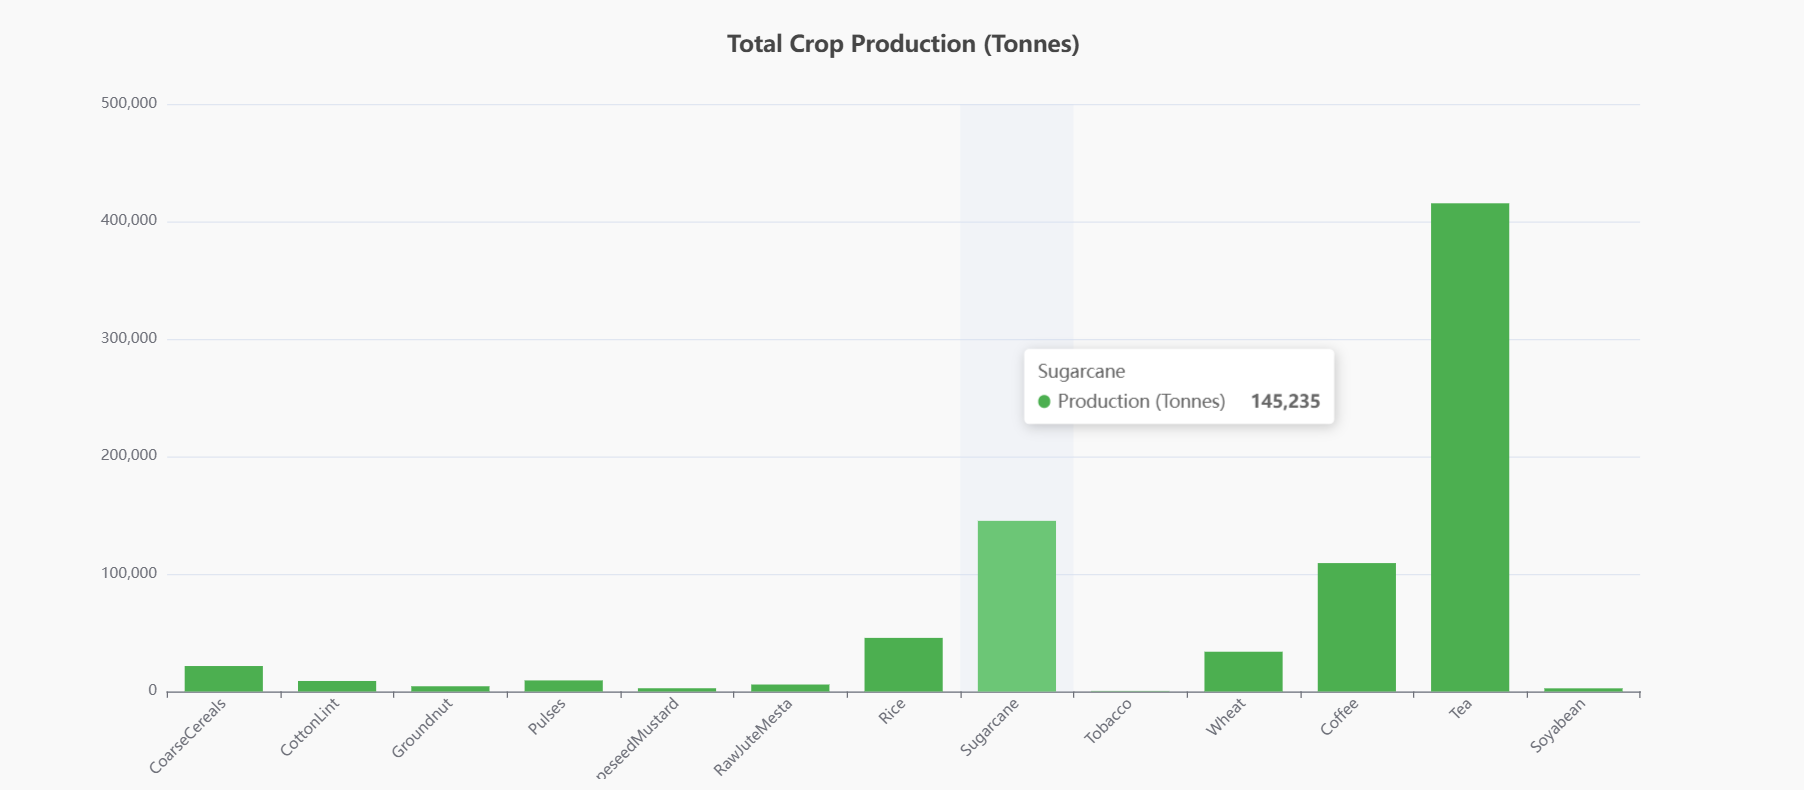 Total Crop Production (Tonnes)
500,000
400,000
300,000
200,000
100,000
0
Sugarcane
Production (Tonnes) 145,235
CoarseCereals
CottonLint
Groundnut
Pulses
peseedMustard
RawJuteMesta
Rice
Sugarcane
Tobacco
Wheat
Coffee
Tea
Soyabean